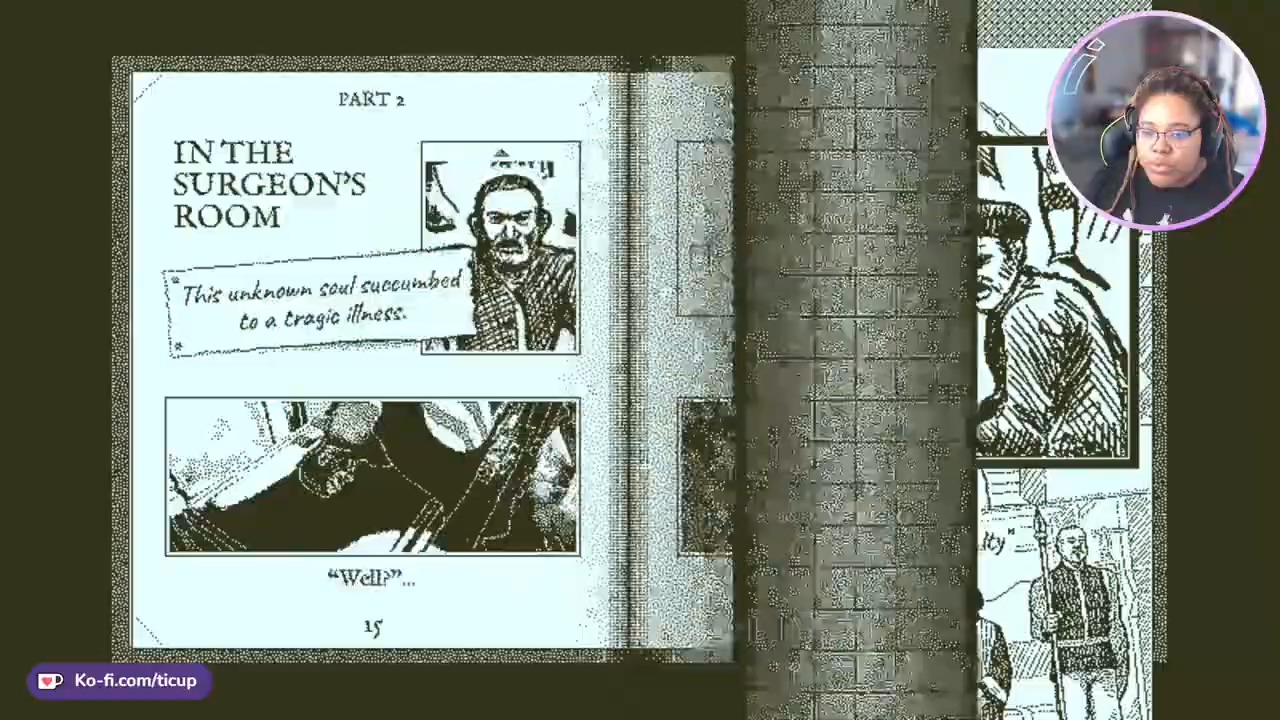 PART 2
IN THE
SURGEON'S
ROOM
This unknown soul succumbed
to a tragic illness.
"Well?"...
15
lty"
Ko-fi.com/ticup